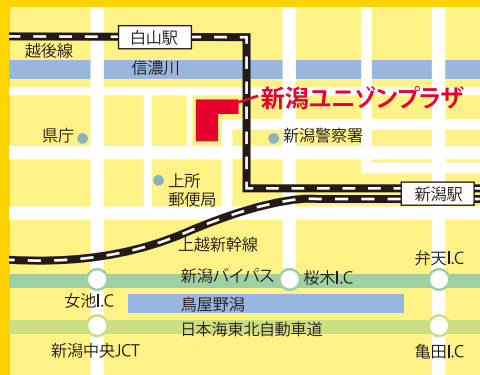 白山駅
越後線
信濃川
新潟ユニゾンプラザ
県庁
新潟警察署
上所
郵便局
新潟駅
上越新幹線
弁天I.C
新潟バイパス
桜木I.C
女池I.C
鳥屋野潟
日本海東北自動車道
新潟中央JCT
亀田I.C